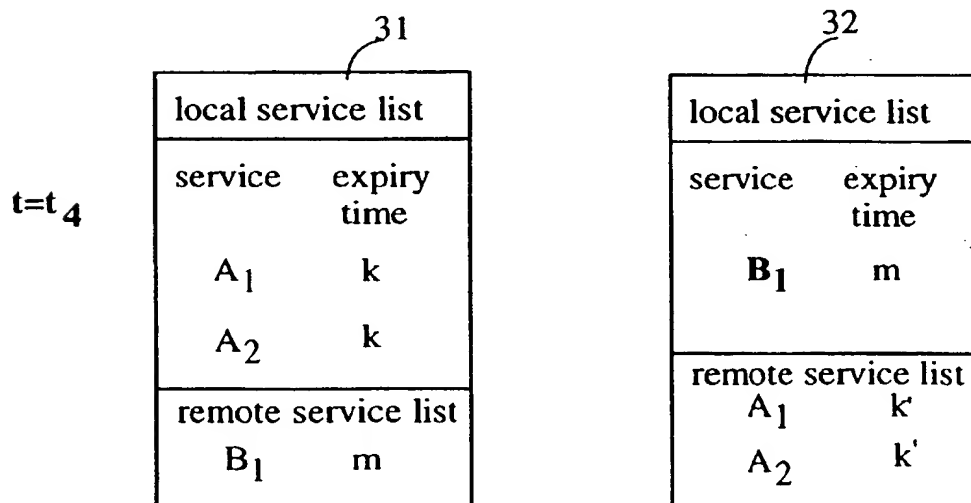 31
local service list
t=t4
service expiry
time
A1 k
A2 k
remote service list
B1 m
32
local service list
service expiry
time
B1 m
remote service list
A1 k'
A2 k'